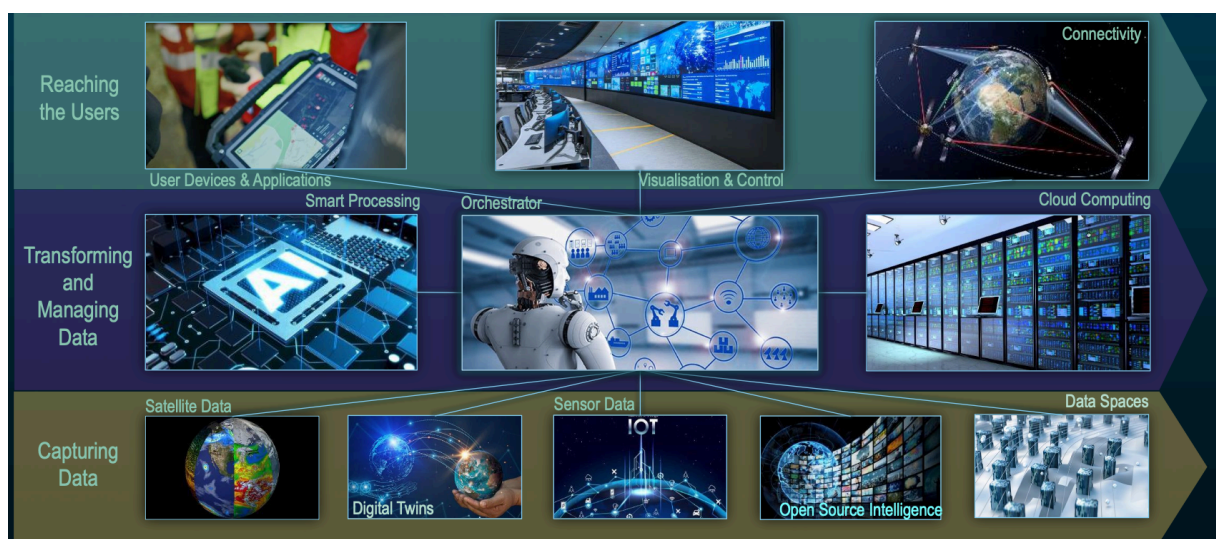 Reaching
the Users
User Devices & Applications
Visualisation & Control
Connectivity
Transforming
and
Managing
Data
Smart Processing
AI
Orchestrator
Cloud Computing
Capturing
Data
Satellite Data
Digital Twins
Sensor Data
IOT
Open Source Intelligence
Data Spaces